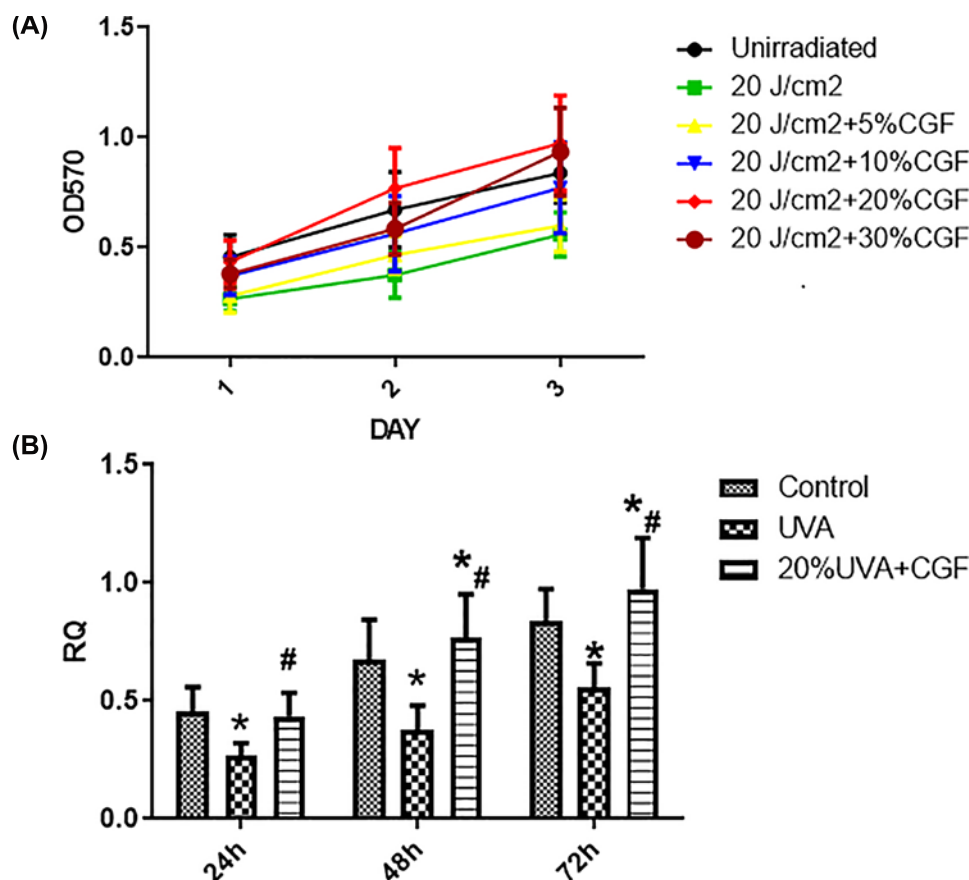 (A)
1.5
1.0
0.5
0.0
OD570
1
2
3
DAY
Unirradiated
20 J/cm2
20 J/cm2+5%CGF
20 J/cm2+10%CGF
20 J/cm2+20%CGF
20 J/cm2+30%CGF
(B)
1.5
1.0
0.5
0.0
RQ
*
#
*
*
#
*
*
#
24h
48h
72h
Control
UVA
20%UVA+CGF